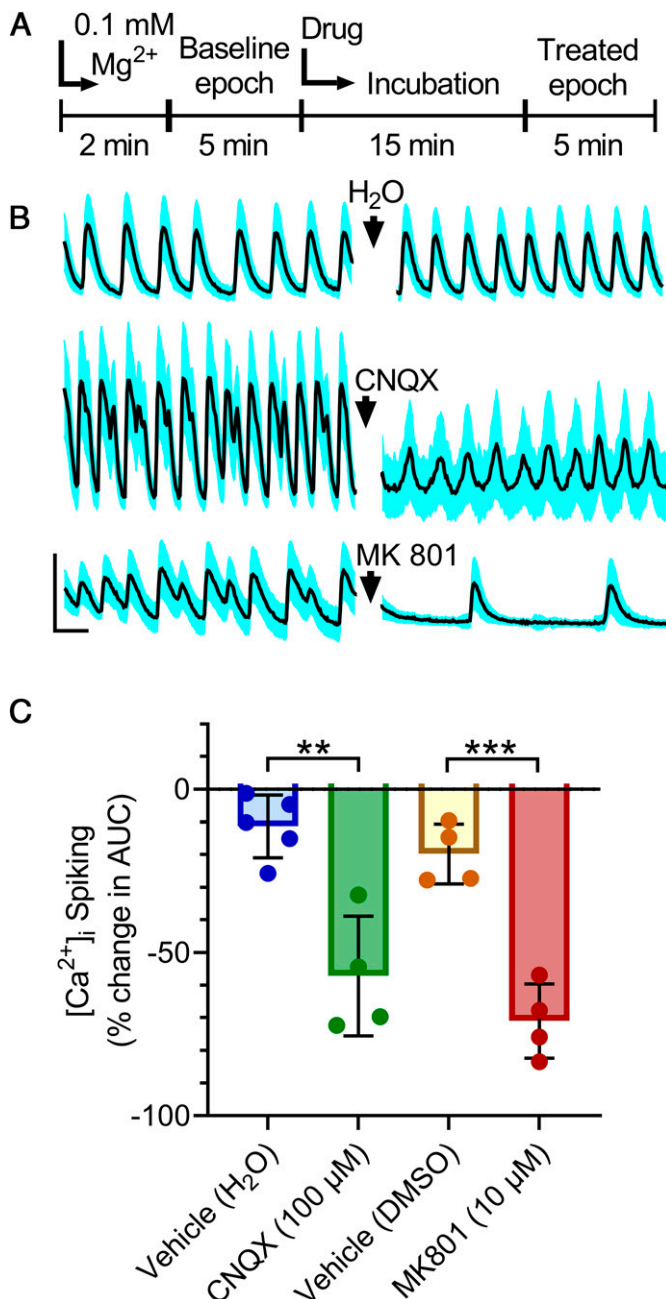 A
0.1 mM
Mg²⁺
Baseline
epoch
Drug
Incubation
Treated
epoch
2 min
5 min
15 min
5 min
B
H₂O
CNQX
MK 801
C
**
***
0
-50
-100
[Ca²⁺]ᵢ Spiking
(% change in AUC)
Vehicle (H₂O)
CNQX (100 µM)
Vehicle (DMSO)
MK801 (10 µM)